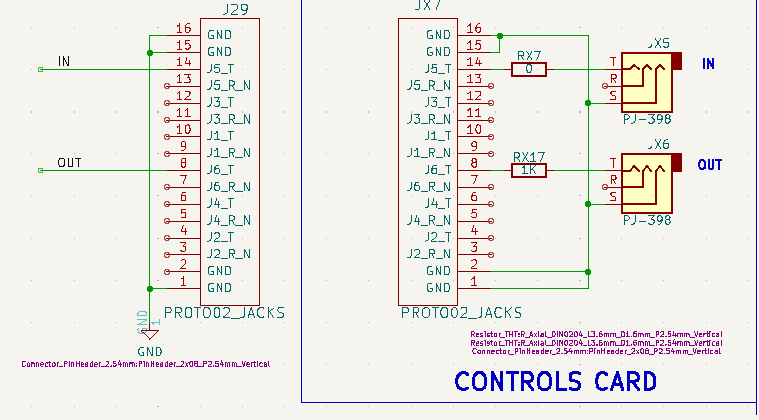 J29
16 GND
15 GND
IN 14 J5_T
13 J5_R_N
12 J3_T
11 J3_R_N
10 J1_T
9 J1_R_N
OUT 8 J6_T
7 J6_R_N
6 J4_T
5 J4_R_N
4 J2_T
3 J2_R_N
2 GND
1 GND
PROTO02_JACKS
GND 1
GND
Connector_PinHeader_2.54mm:PinHeader_2x08_P2.54mm_Vertical
JX7
GND 16
GND 15
J5_T 14
J5_R_N 13
J3_T 12
J3_R_N 11
J1_T 10
J1_R_N 9
J6_T 8
J6_R_N 7
J4_T 6
J4_R_N 5
J2_T 4
J2_R_N 3
GND 2
GND 1
PROTO02_JACKS
RX7
0
JX5
T
R
S
PJ-398
IN
RX17
1K
JX6
T
R
S
PJ-398
OUT
Resistor_THT:R_Axial_DIN0204_L3.6mm_D1.6mm_P2.54mm_Vertical
Resistor_THT:R_Axial_DIN0204_L3.6mm_D1.6mm_P2.54mm_Vertical
Connector_PinHeader_2.54mm:PinHeader_2x08_P2.54mm_Vertical
CONTROLS CARD